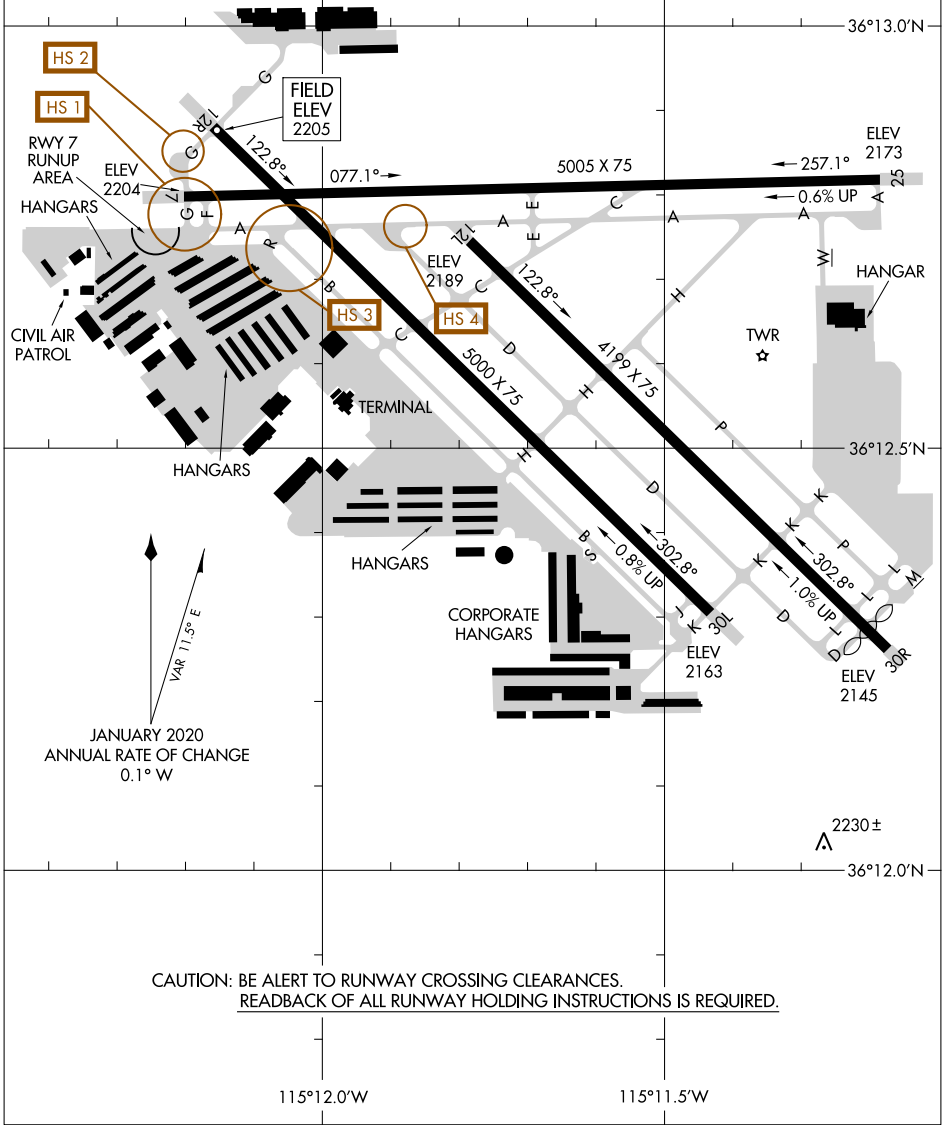 36°13.0'N
HS 2
G
FIELD
ELEV
2205
HS 1
12R
RWY 7
RUNUP
AREA
G
122.8°
ELEV
2173
ELEV
2204
077.1°
5005 X 75
257.1°
25
7
0.6% UP
A
HANGARS
G
F
E
C
A
R
A
A
A
E
12L
ELEV
2189
W
B
122.8°
C
H
HANGAR
HS 3
HS 4
CIVIL AIR
PATROL
C
D
TWR
5000 X 75
4199 X 75
H
TERMINAL
P
36°12.5'N
HANGARS
H
D
K
P
K
B
S
302.8°
0.8% UP
K
302.8°
1.0% UP
L
M
HANGARS
L
CORPORATE
HANGARS
J
K
30L
D
L
D
ELEV
2163
30R
ELEV
2145
VAR 11.5° E
JANUARY 2020
ANNUAL RATE OF CHANGE
0.1° W
2230 ±
36°12.0'N
CAUTION: BE ALERT TO RUNWAY CROSSING CLEARANCES.
READBACK OF ALL RUNWAY HOLDING INSTRUCTIONS IS REQUIRED.
115°12.0'W
115°11.5'W